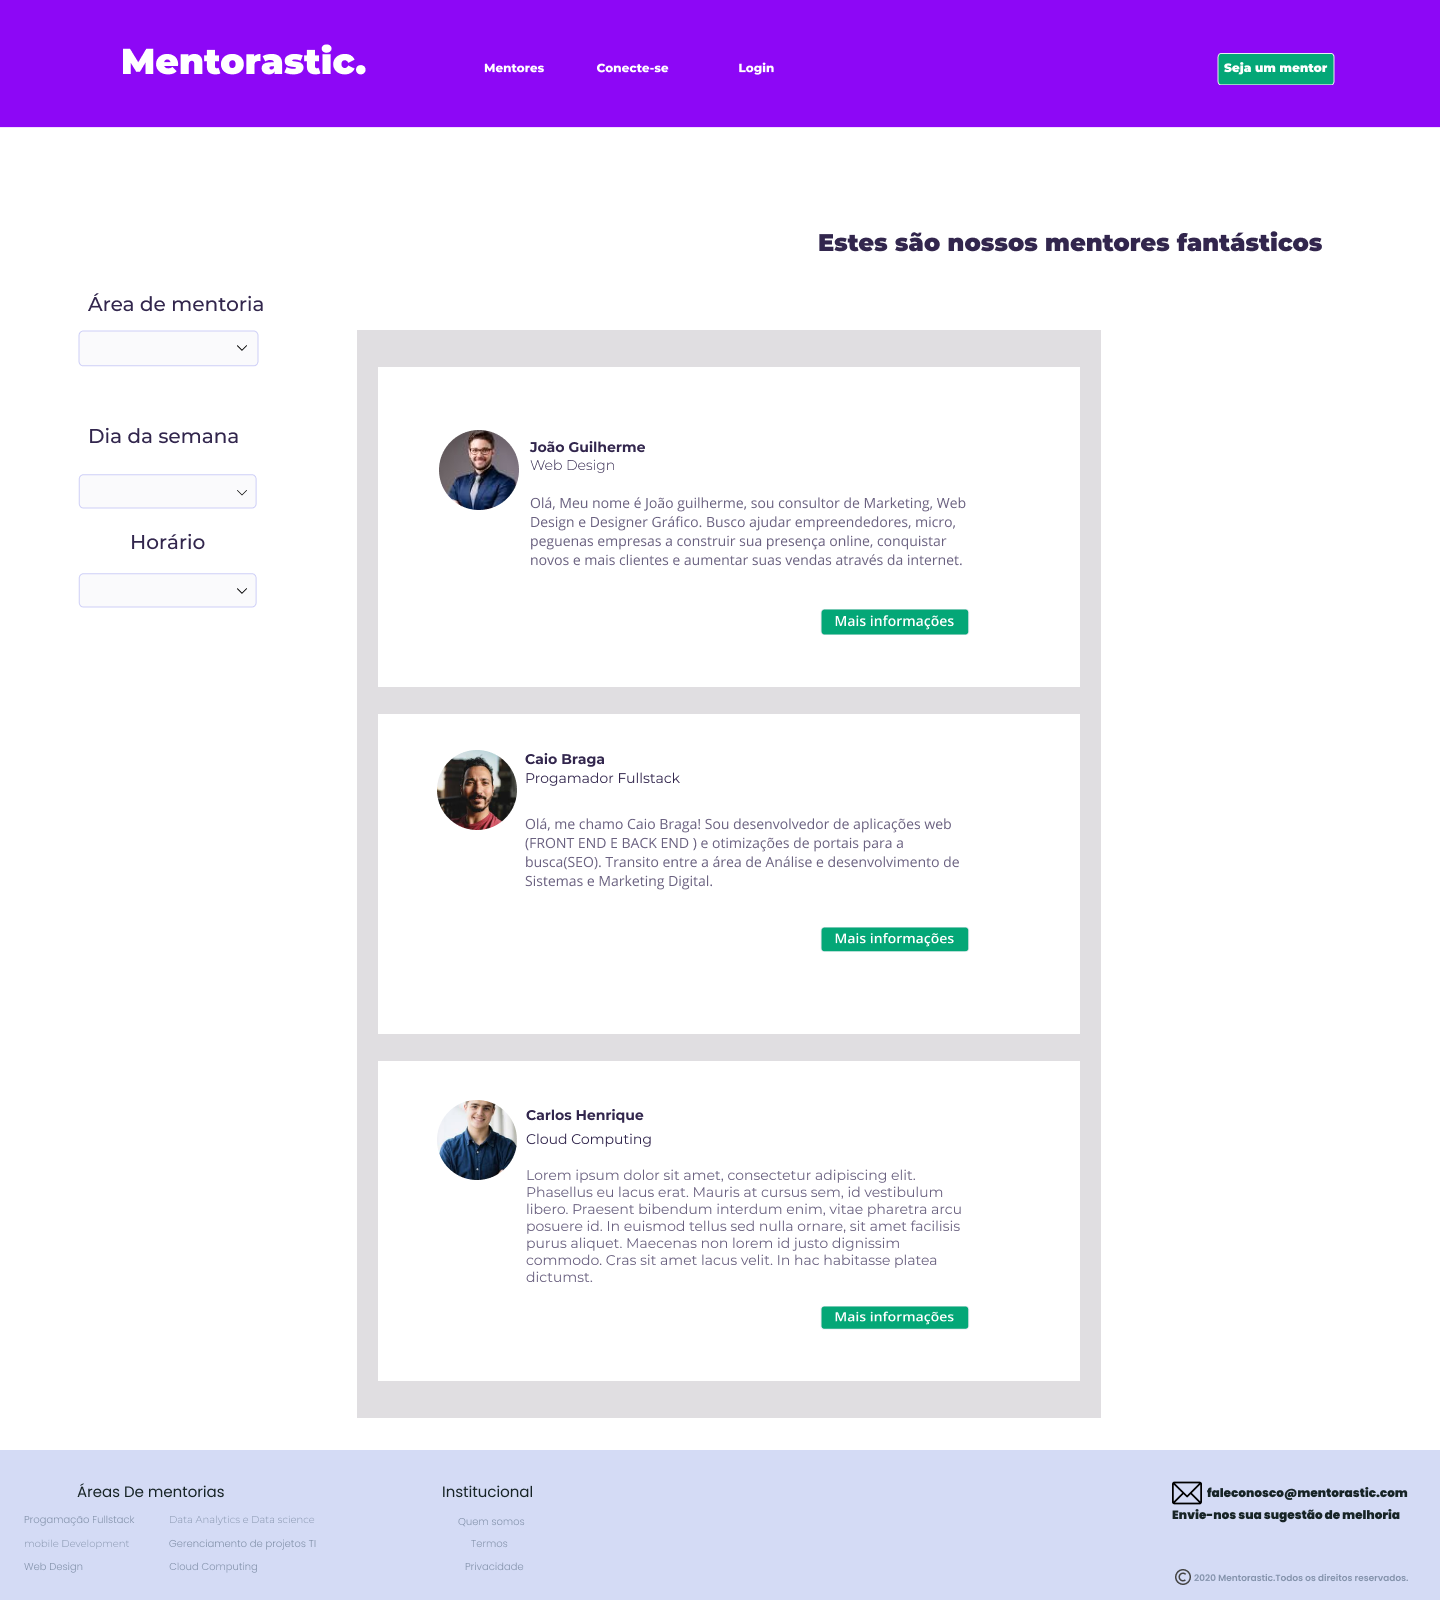 Mentorastic.
Mentores
Conecte-se
Login
Seja um mentor
Estes são nossos mentores fantásticos
Área de mentoria
Dia da semana
Horário
João Guilherme
Web Design
Olá, Meu nome é João guilherme, sou consultor de Marketing, Web
Design e Designer Gráfico. Busco ajudar empreendedores, micro,
peguenas empresas a construir sua presença online, conquistar
novos e mais clientes e aumentar suas vendas através da internet.
Mais informações
Caio Braga
Progamador Fullstack
Olá, me chamo Caio Braga! Sou desenvolvedor de aplicações web
(FRONT END E BACK END ) e otimizações de portais para a
busca(SEO). Transito entre a área de Análise e desenvolvimento de
Sistemas e Marketing Digital.
Mais informações
Carlos Henrique
Cloud Computing
Lorem ipsum dolor sit amet, consectetur adipiscing elit.
Phasellus eu lacus erat. Mauris at cursus sem, id vestibulum
libero. Praesent bibendum interdum enim, vitae pharetra arcu
posuere id. In euismod tellus sed nulla ornare, sit amet facilisis
purus aliquet. Maecenas non lorem id justo dignissim
commodo. Cras sit amet lacus velit. In hac habitasse platea
dictumst.
Mais informações
Áreas De mentorias
Progamação Fullstack
mobile Development
Web Design
Data Analytics e Data science
Gerenciamento de projetos TI
Cloud Computing
Institucional
Quem somos
Termos
Privacidade
faleconosco@mentorastic.com
Envie-nos sua sugestão de melhoria
© 2020 Mentorastic.Todos os direitos reservados.